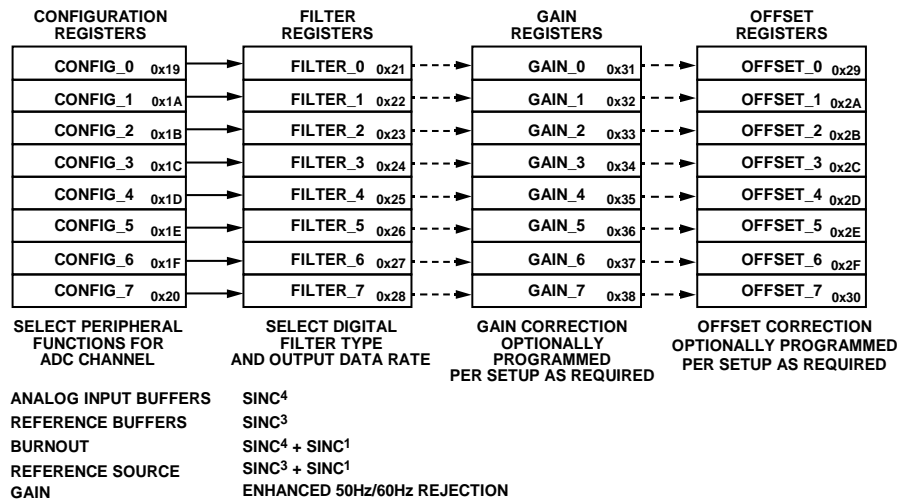 CONFIGURATION REGISTERS FILTER REGISTERS GAIN REGISTERS OFFSET REGISTERS
CONFIG_0 0x19 FILTER_0 0x21 GAIN_0 0x31 OFFSET_0 0x29
CONFIG_1 0x1A FILTER_1 0x22 GAIN_1 0x32 OFFSET_1 0x2A
CONFIG_2 0x1B FILTER_2 0x23 GAIN_2 0x33 OFFSET_2 0x2B
CONFIG_3 0x1C FILTER_3 0x24 GAIN_3 0x34 OFFSET_3 0x2C
CONFIG_4 0x1D FILTER_4 0x25 GAIN_4 0x35 OFFSET_4 0x2D
CONFIG_5 0x1E FILTER_5 0x26 GAIN_5 0x36 OFFSET_5 0x2E
CONFIG_6 0x1F FILTER_6 0x27 GAIN_6 0x37 OFFSET_6 0x2F
CONFIG_7 0x20 FILTER_7 0x28 GAIN_7 0x38 OFFSET_7 0x30
SELECT PERIPHERAL
FUNCTIONS FOR
ADC CHANNEL
SELECT DIGITAL
FILTER TYPE
AND OUTPUT DATA RATE
GAIN CORRECTION
OPTIONALLY
PROGRAMMED
PER SETUP AS REQUIRED
OFFSET CORRECTION
OPTIONALLY PROGRAMMED
PER SETUP AS REQUIRED
ANALOG INPUT BUFFERS SINC4
REFERENCE BUFFERS SINC3
BURNOUT SINC4 + SINC1
REFERENCE SOURCE SINC3 + SINC1
GAIN ENHANCED 50Hz/60Hz REJECTION